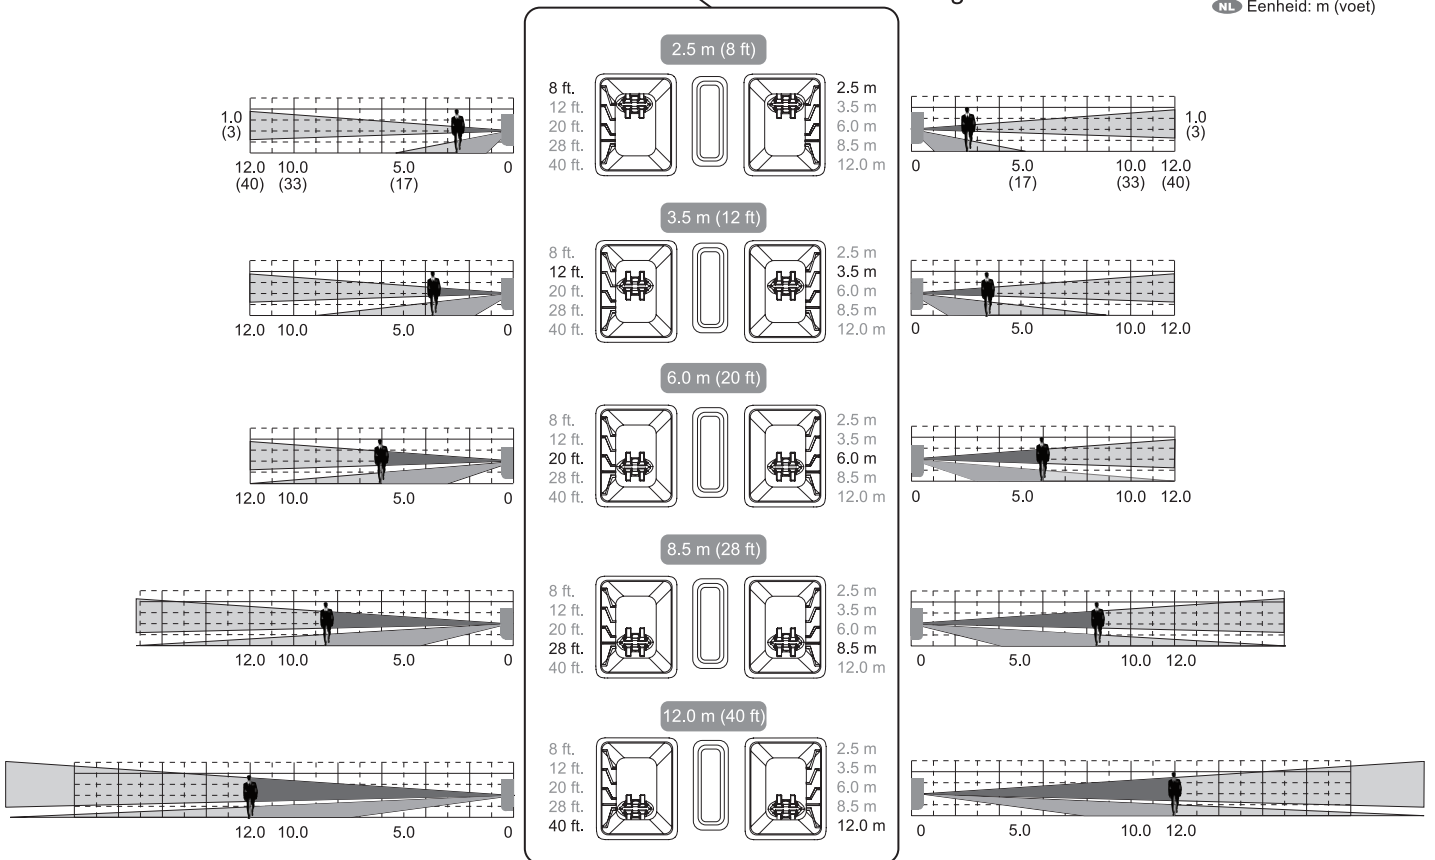 NL Eenheid: m (voet)
2.5 m (8 ft)
8 ft. 2.5 m
12 ft. 3.5 m
20 ft. 6.0 m
28 ft. 8.5 m
40 ft. 12.0 m
1.0
(3)
12.0 10.0 5.0 0
(40) (33) (17)
1.0
(3)
0 5.0 10.0 12.0
(17) (33) (40)
3.5 m (12 ft)
8 ft. 2.5 m
12 ft. 3.5 m
20 ft. 6.0 m
28 ft. 8.5 m
40 ft. 12.0 m
12.0 10.0 5.0 0
0 5.0 10.0 12.0
6.0 m (20 ft)
8 ft. 2.5 m
12 ft. 3.5 m
20 ft. 6.0 m
28 ft. 8.5 m
40 ft. 12.0 m
12.0 10.0 5.0 0
0 5.0 10.0 12.0
8.5 m (28 ft)
8 ft. 2.5 m
12 ft. 3.5 m
20 ft. 6.0 m
28 ft. 8.5 m
40 ft. 12.0 m
12.0 10.0 5.0 0
0 5.0 10.0 12.0
12.0 m (40 ft)
8 ft. 2.5 m
12 ft. 3.5 m
20 ft. 6.0 m
28 ft. 8.5 m
40 ft. 12.0 m
12.0 10.0 5.0 0
0 5.0 10.0 12.0